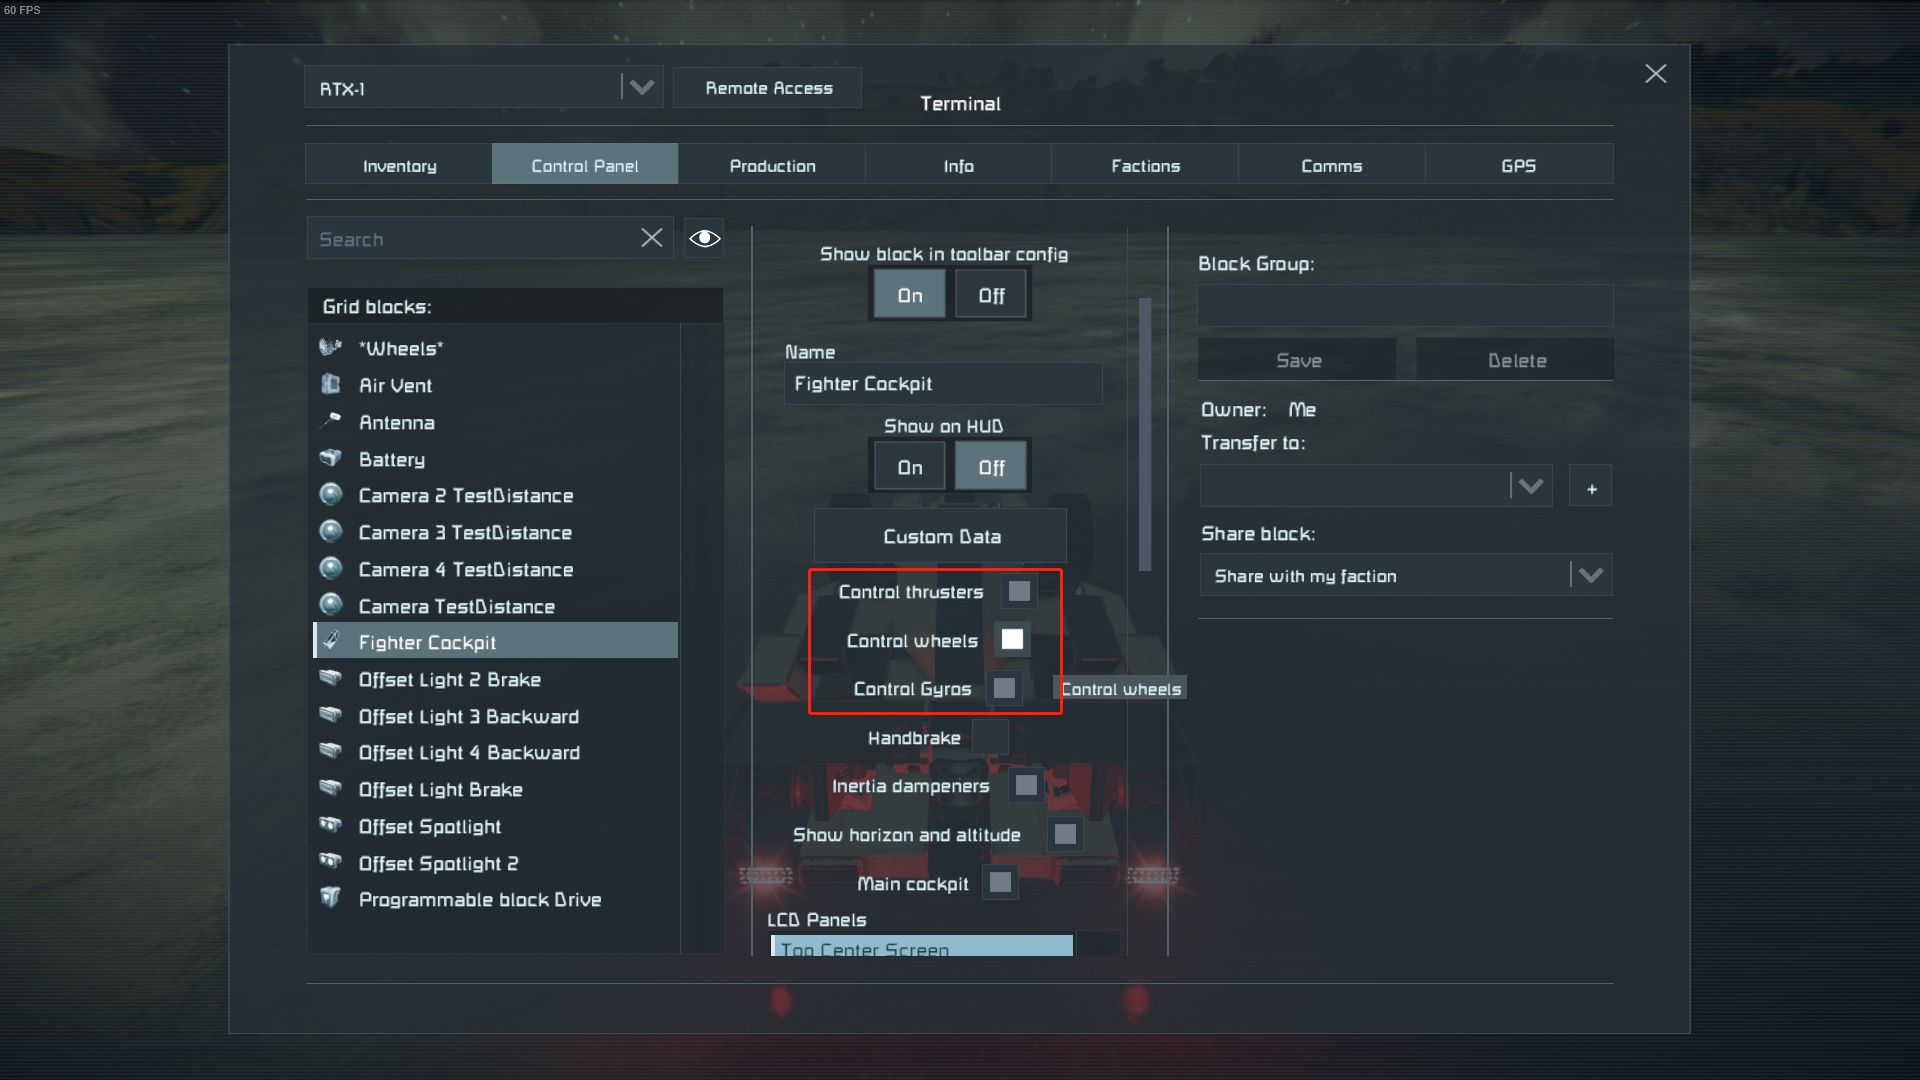 60 FPS
RTX-1
Remote Access
Terminal
Inventory
Control Panel
Production
Info
Factions
Comms
GPS
Search
Grid blocks:
*Wheels*
Air Vent
Antenna
Battery
Camera 2 TestDistance
Camera 3 TestDistance
Camera 4 TestDistance
Camera TestDistance
Fighter Cockpit
Offset Light 2 Brake
Offset Light 3 Backward
Offset Light 4 Backward
Offset Light Brake
Offset Spotlight
Offset Spotlight 2
Programmable block Drive
Show block in toolbar config
On
Off
Name
Fighter Cockpit
Show on HUD
On
Off
Custom Data
Control thrusters
Control wheels
Control Gyros
Control wheels
Handbrake
Inertia dampeners
Show horizon and altitude
Main cockpit
LCD Panels
Top Center Screen
Block Group:
Save
Delete
Owner: Me
Transfer to:
+
Share block:
Share with my faction